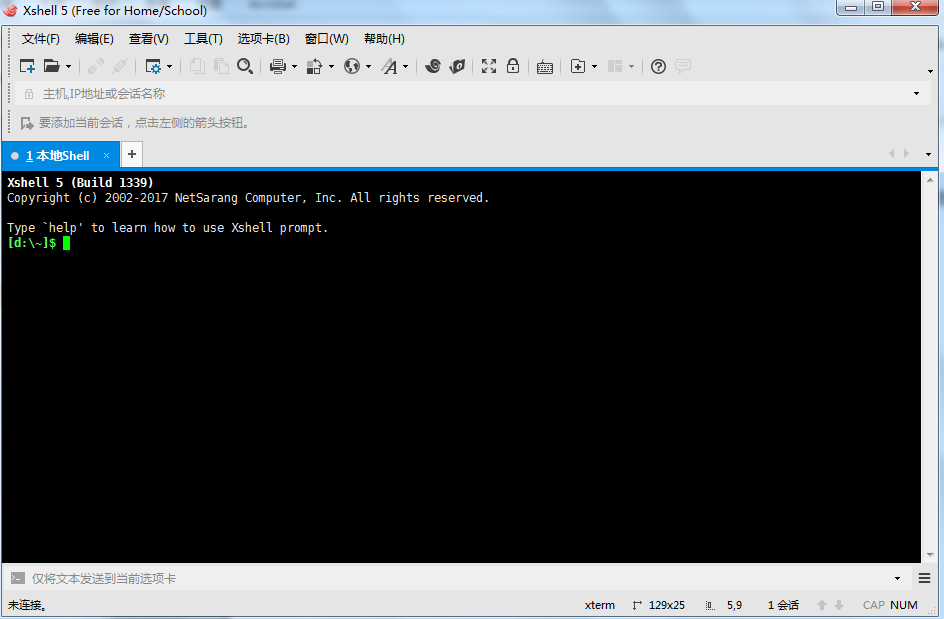 Xshell 5 (Free for Home/School)
文件(F) 编辑(E) 查看(V) 工具(T) 选项卡(B) 窗口(W) 帮助(H)
主机,IP地址或会话名称
要添加当前会话，点击左侧的箭头按钮。
1 本地Shell × +
Xshell 5 (Build 1339)
Copyright (c) 2002-2017 NetSarang Computer, Inc. All rights reserved.
Type `help' to learn how to use Xshell prompt.
[d:\~]$
仅将文本发送到当前选项卡
未连接。 xterm 129x25 5,9 1 会话 CAP NUM